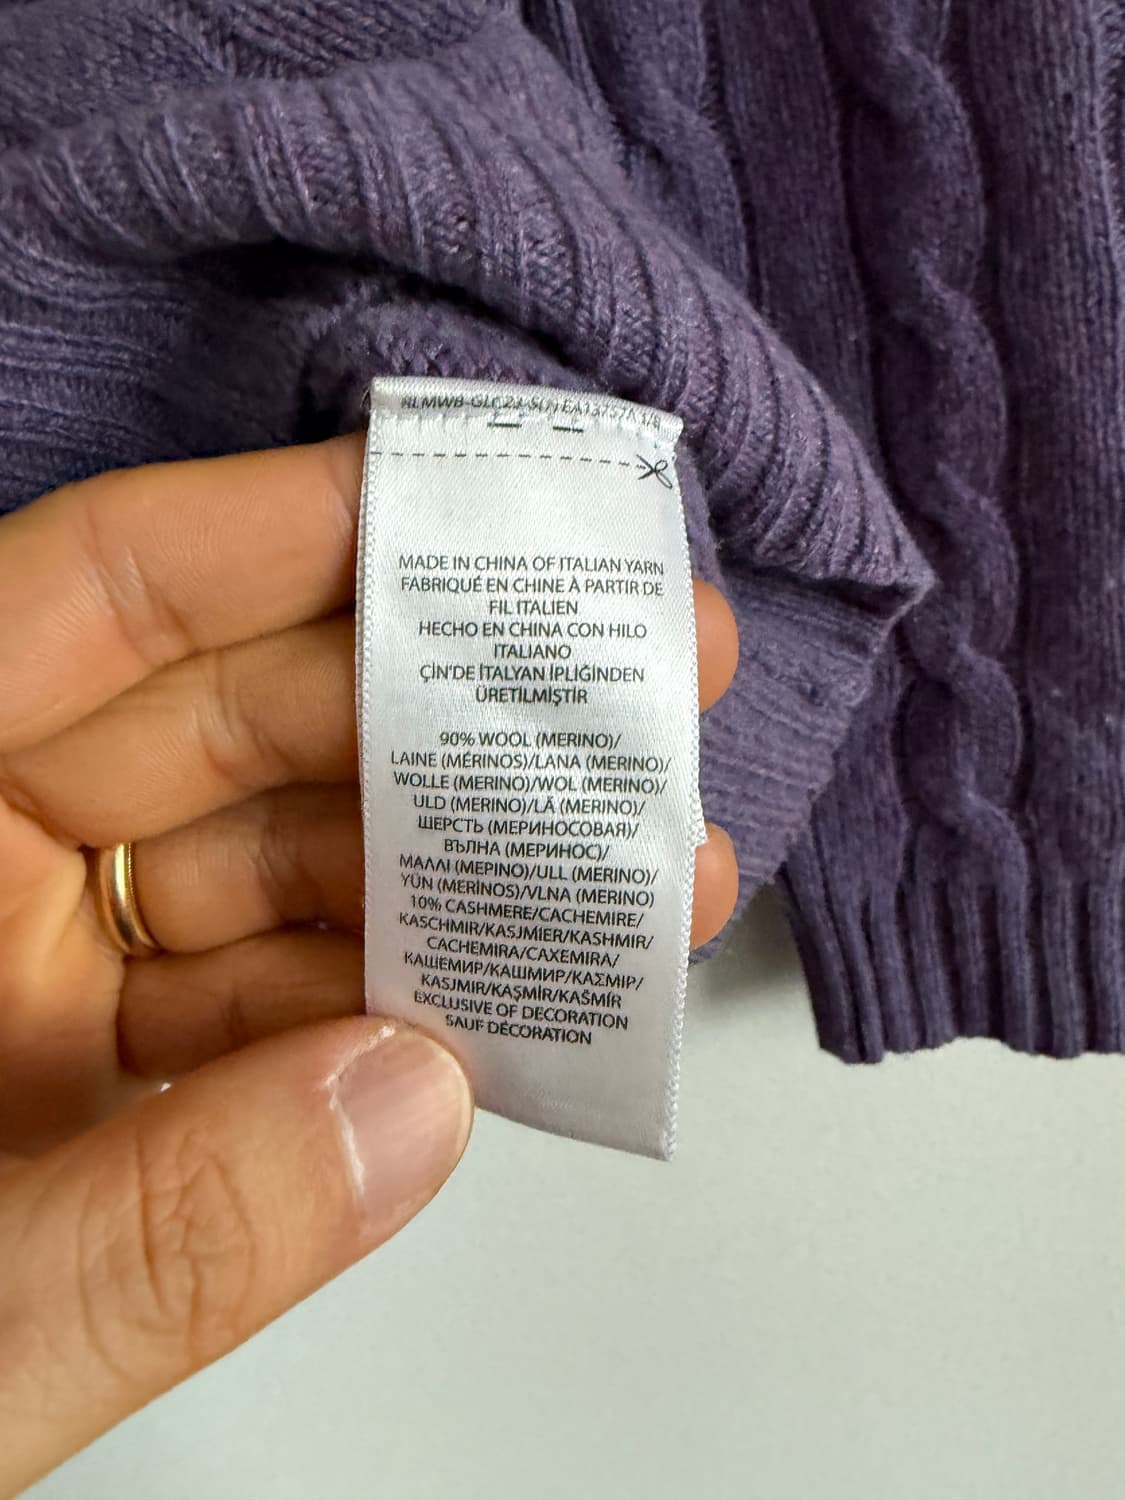 MADE IN CHINA OF ITALIAN YARN
FABRIQUÉ EN CHINE À PARTIR DE
FIL ITALIEN
HECHO EN CHINA CON HILO
ITALIANO
ÇİN'DE İTALYAN İPLİĞİNDEN
ÜRETİLMİŞTİR
90% WOOL (MERINO)/
LAINE (MÉRINOS)/LANA (MERINO)/
WOLLE (MERINO)/WOL (MERINO)/
ULD (MERINO)/LÃ (MERINO)/
ШЕРСТЬ (МЕРИНОСОВАЯ)/
ВЪЛНА (МЕРИНОС)/
ΜΑΛΛΙ (ΜΕΡΙΝΟ)/ULL (MERINO)/
YÜN (MERİNOS)/VLNA (MERINO)
10% CASHMERE/CACHEMIRE/
KASCHMIR/KASJMIER/KASHMIR/
CACHEMIRA/CAXEMIRA/
КАШЕМИР/КАШМИР/ΚΑΣΜΙΡ/
KASJMIR/KAŞMİR/KAŠMÍR
EXCLUSIVE OF DECORATION
SAUF DÉCORATION